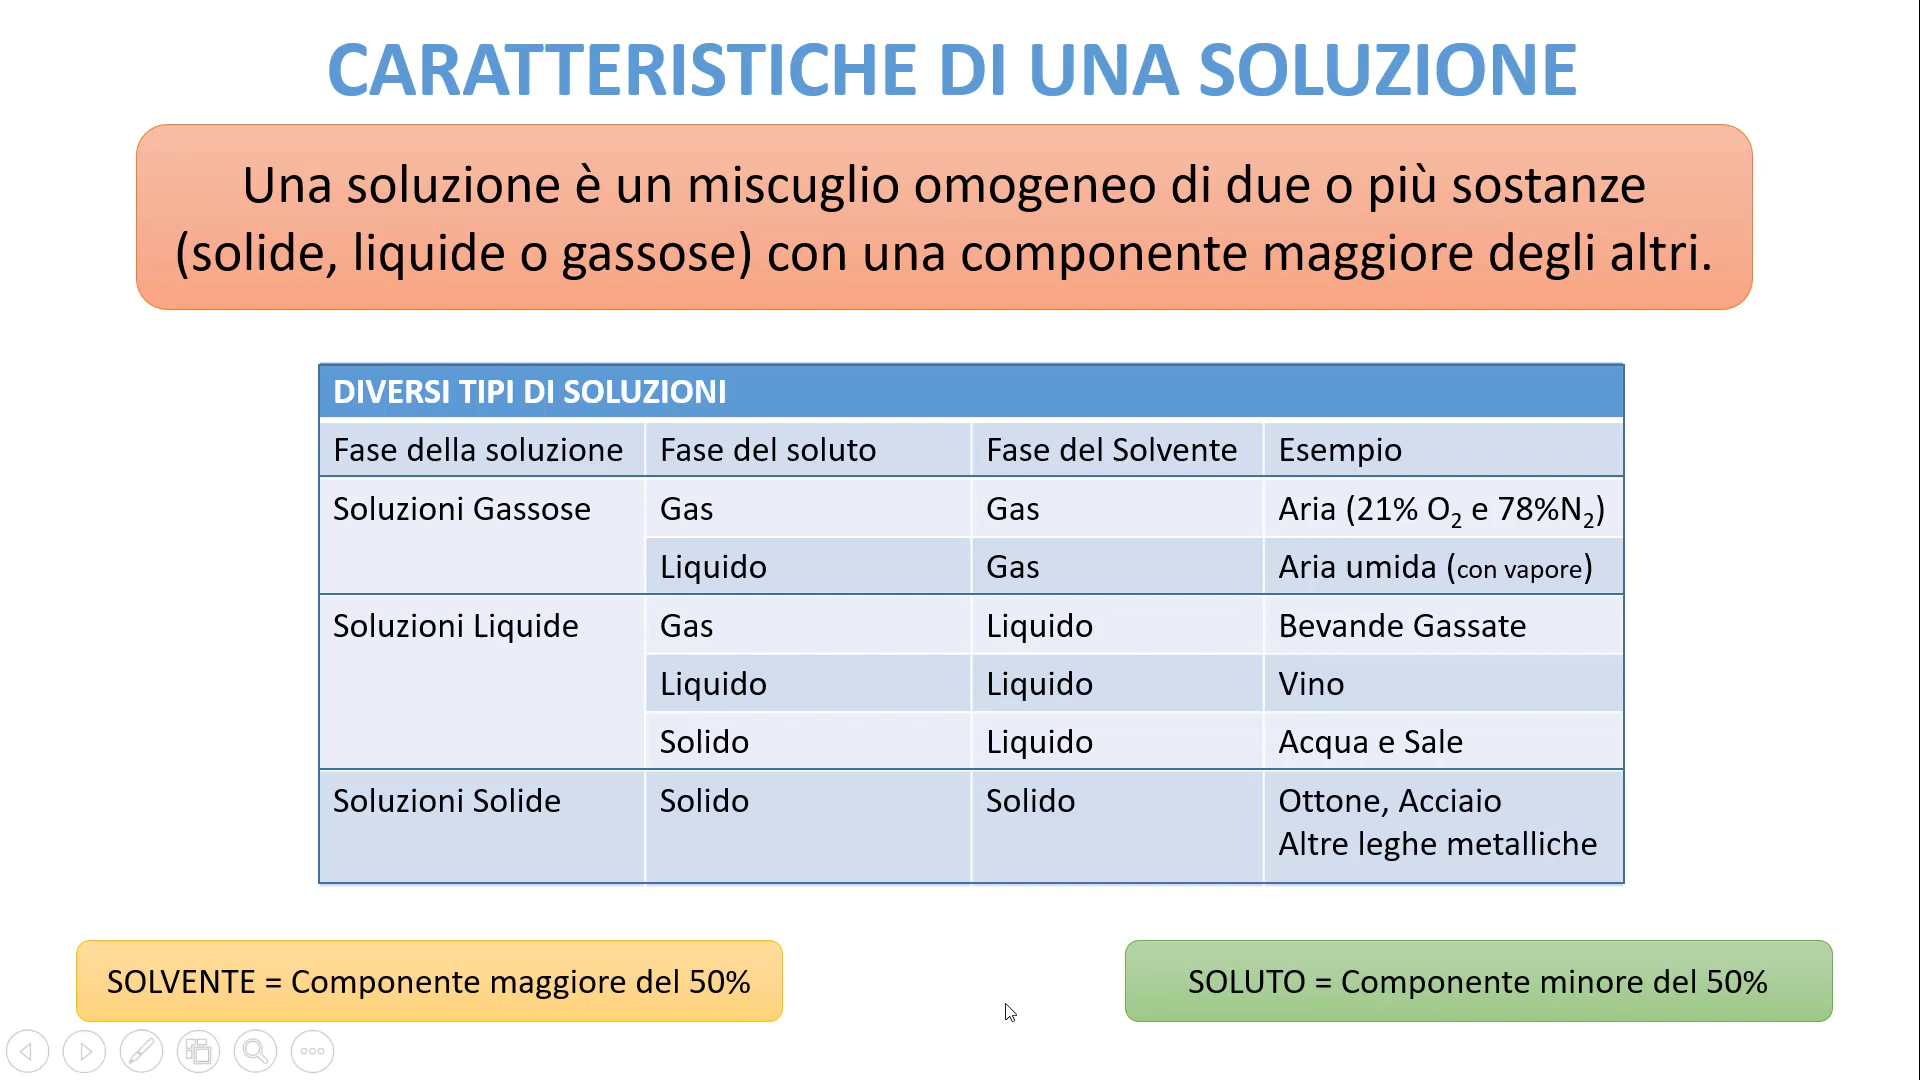 CARATTERISTICHE DI UNA SOLUZIONE
Una soluzione è un miscuglio omogeneo di due o più sostanze
(solide, liquide o gassose) con una componente maggiore degli altri.
DIVERSI TIPI DI SOLUZIONI
Fase della soluzione Fase del soluto Fase del Solvente Esempio
Soluzioni Gassose Gas Gas Aria (21% O₂ e 78%N₂)
Liquido Gas Aria umida (con vapore)
Soluzioni Liquide Gas Liquido Bevande Gassate
Liquido Liquido Vino
Solido Liquido Acqua e Sale
Soluzioni Solide Solido Solido Ottone, Acciaio
Altre leghe metalliche
SOLVENTE = Componente maggiore del 50%
SOLUTO = Componente minore del 50%